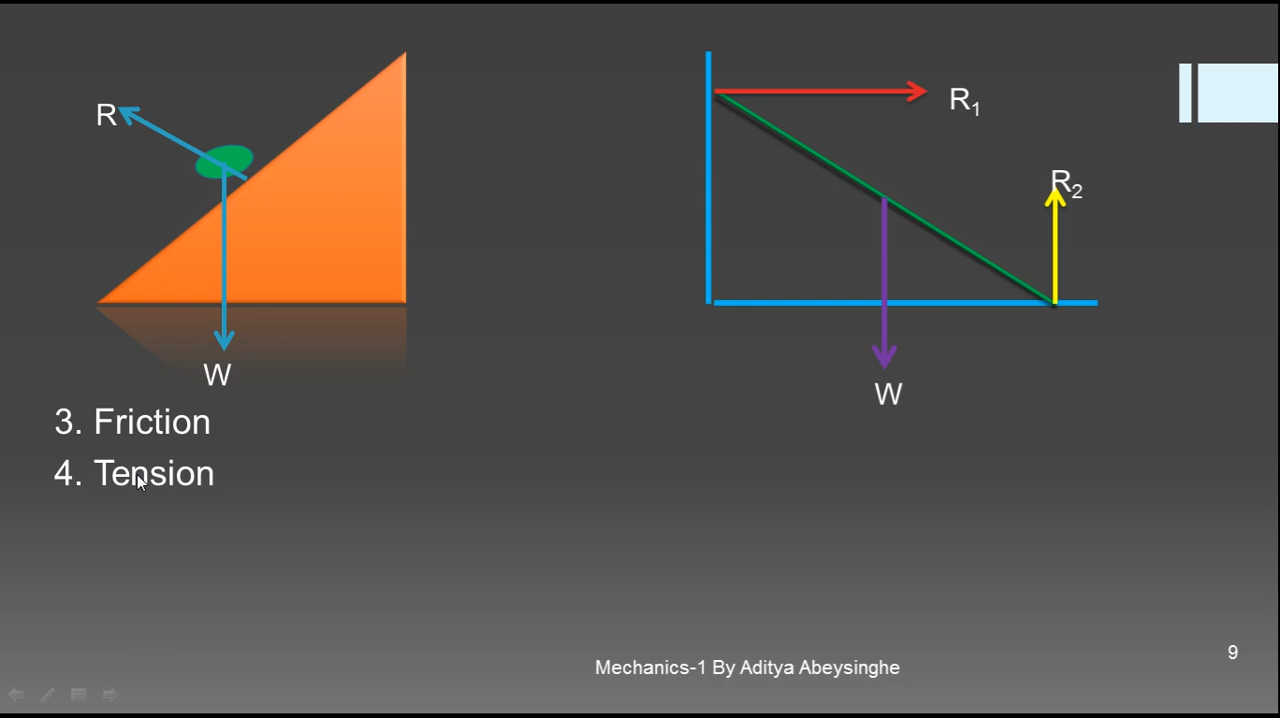 R
R1
R2
W
W
3. Friction
4. Tension
9
Mechanics-1 By Aditya Abeysinghe